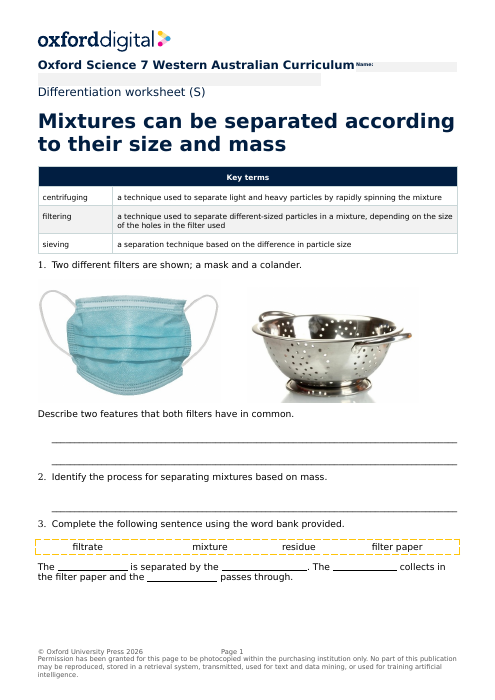 oxforddigital
Oxford Science 7 Western Australian Curriculum Name:
Differentiation worksheet (S)
Mixtures can be separated according
to their size and mass
Key terms
centrifuging a technique used to separate light and heavy particles by rapidly spinning the mixture
filtering a technique used to separate different-sized particles in a mixture, depending on the size
of the holes in the filter used
sieving a separation technique based on the difference in particle size
1. Two different filters are shown; a mask and a colander.
Describe two features that both filters have in common.
2. Identify the process for separating mixtures based on mass.
3. Complete the following sentence using the word bank provided.
filtrate mixture residue filter paper
The ______________ is separated by the _________________. The _____________ collects in
the filter paper and the ______________ passes through.
© Oxford University Press 2026 Page 1
Permission has been granted for this page to be photocopied within the purchasing institution only. No part of this publication
may be reproduced, stored in a retrieval system, transmitted, used for text and data mining, or used for training artificial
intelligence.